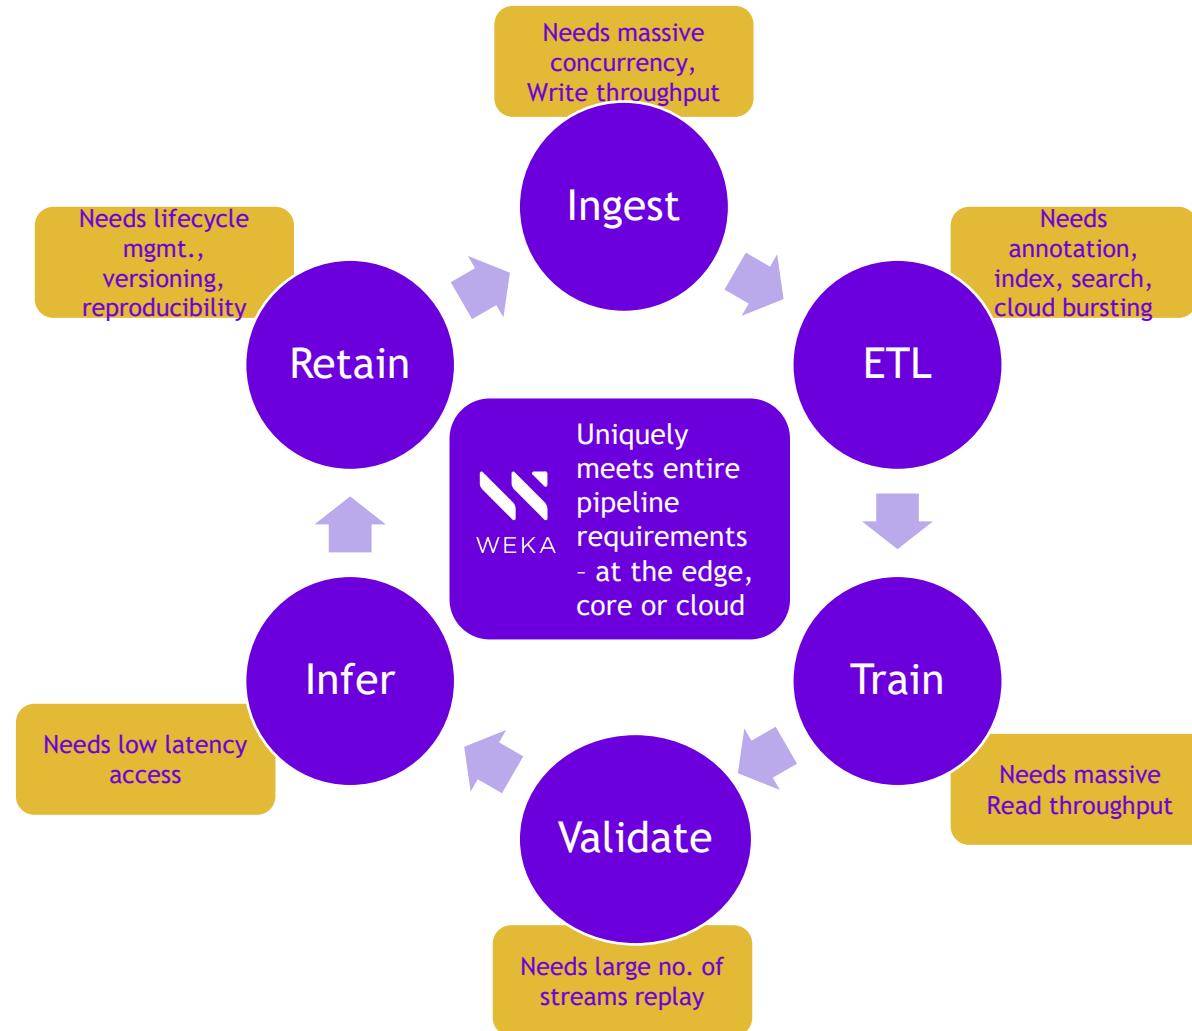 Needs massive
concurrency,
Write throughput
Ingest
Needs
annotation,
index, search,
cloud bursting
ETL
Needs massive
Read throughput
Train
Needs large no. of
streams replay
Validate
Needs low latency
access
Infer
Needs lifecycle
mgmt.,
versioning,
reproducibility
Retain
WEKA
Uniquely
meets entire
pipeline
requirements
– at the edge,
core or cloud